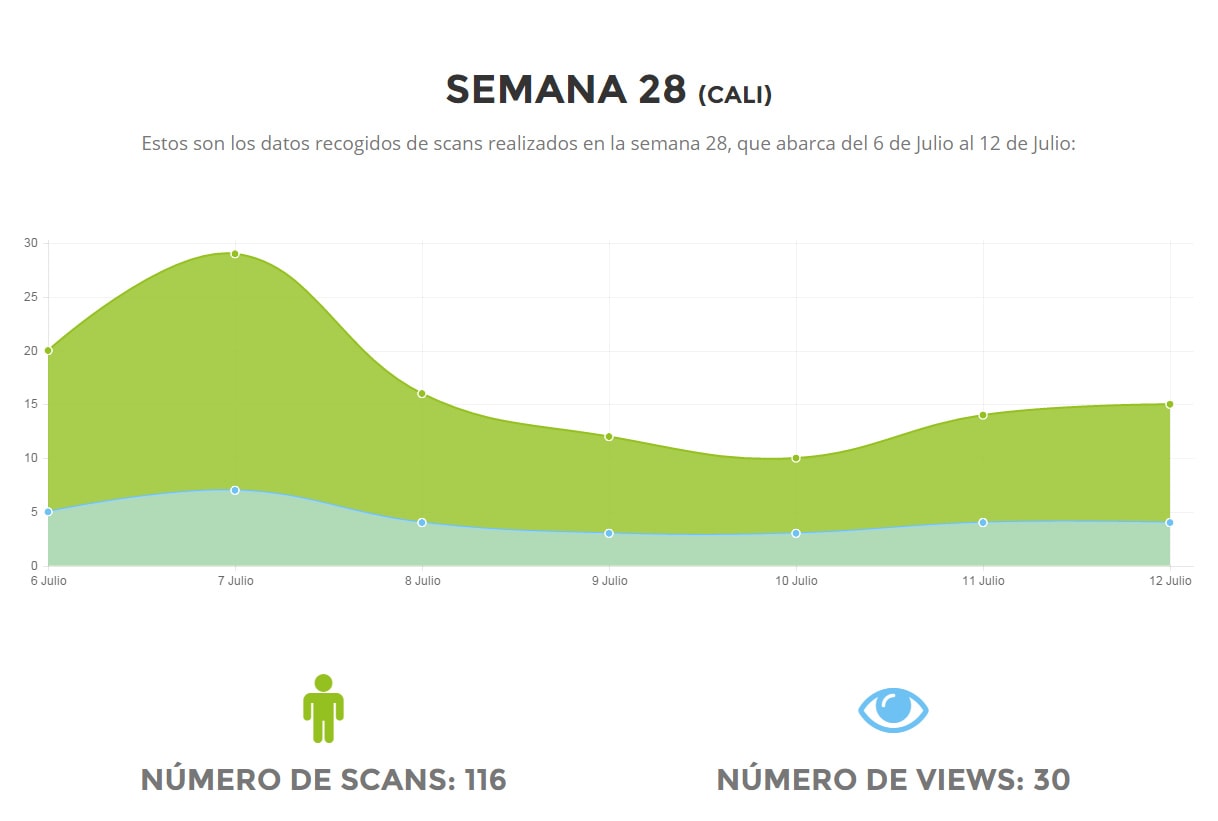 SEMANA 28 (CALI)
Estos son los datos recogidos de scans realizados en la semana 28, que abarca del 6 de Julio al 12 de Julio:
30
25
20
15
10
5
0
6 Julio 7 Julio 8 Julio 9 Julio 10 Julio 11 Julio 12 Julio
NÚMERO DE SCANS: 116 NÚMERO DE VIEWS: 30